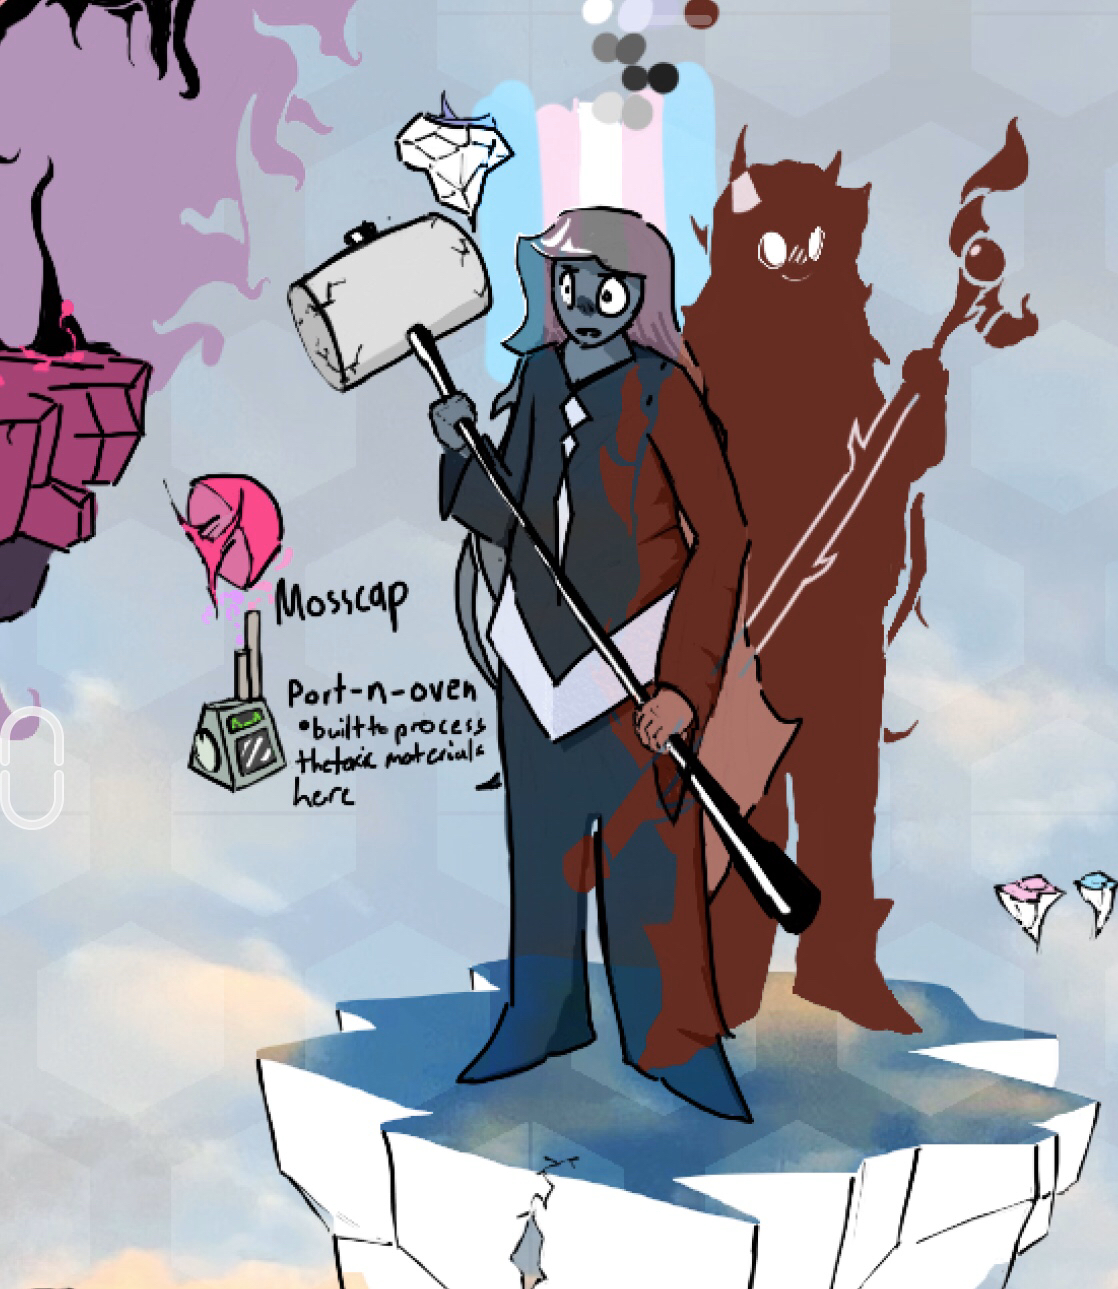 Mosscap
Port-n-oven
•built to process
the toxic materials
here